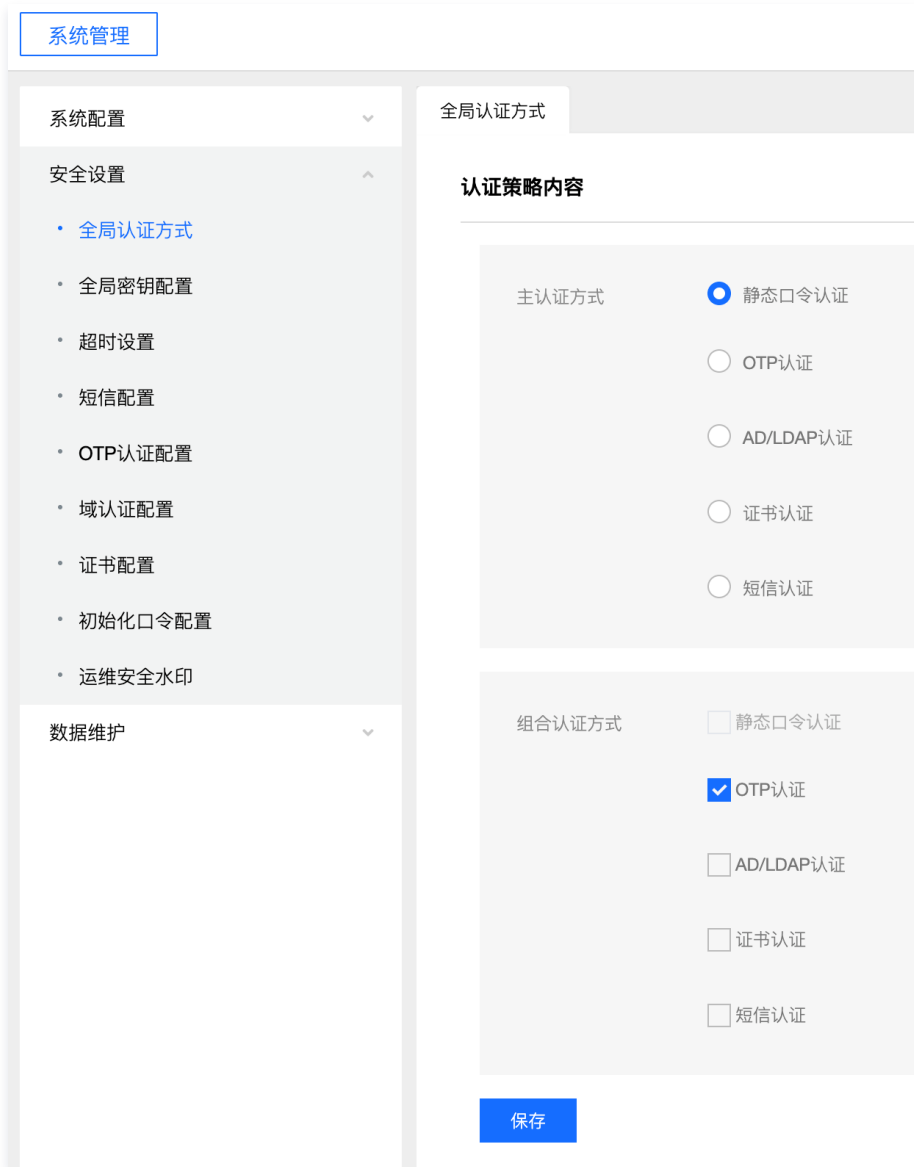 系统管理
系统配置
安全设置
全局认证方式
全局密钥配置
超时设置
短信配置
OTP认证配置
域认证配置
证书配置
初始化口令配置
运维安全水印
数据维护
全局认证方式
认证策略内容
主认证方式
静态口令认证
OTP认证
AD/LDAP认证
证书认证
短信认证
组合认证方式
静态口令认证
OTP认证
AD/LDAP认证
证书认证
短信认证
保存